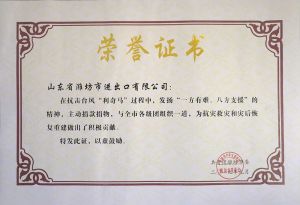 荣誉证书
山东省潍坊市进出口有限公司：
在抗击台风“利奇马”过程中，发扬“一方有难，八方支援”的
精神，主动捐款捐物，与全市各级团组织一道，为抗灾救灾和灾后恢
复重建做出了积极贡献。
特发此证，以兹鼓励。